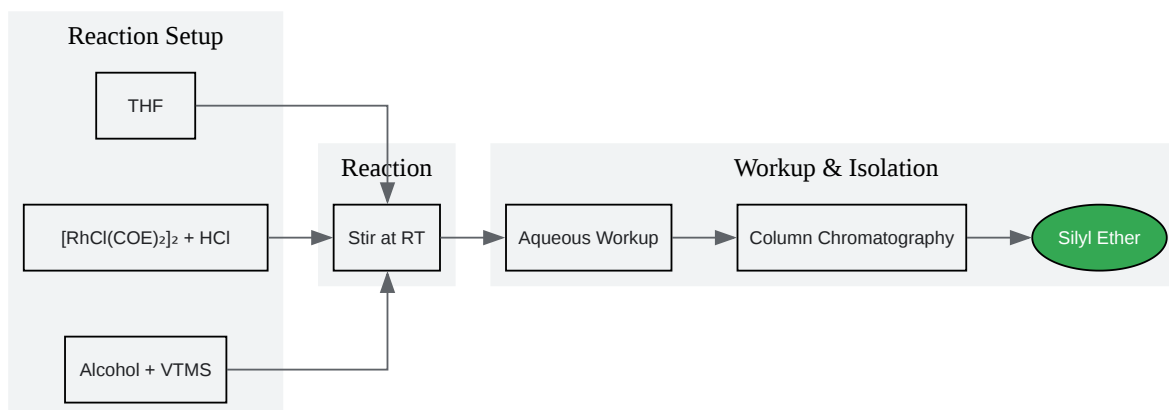 Reaction Setup
THF
[RhCl(COE)₂]₂ + HCl
Alcohol + VTMS
Reaction
Stir at RT
Workup & Isolation
Aqueous Workup
Column Chromatography
Silyl Ether